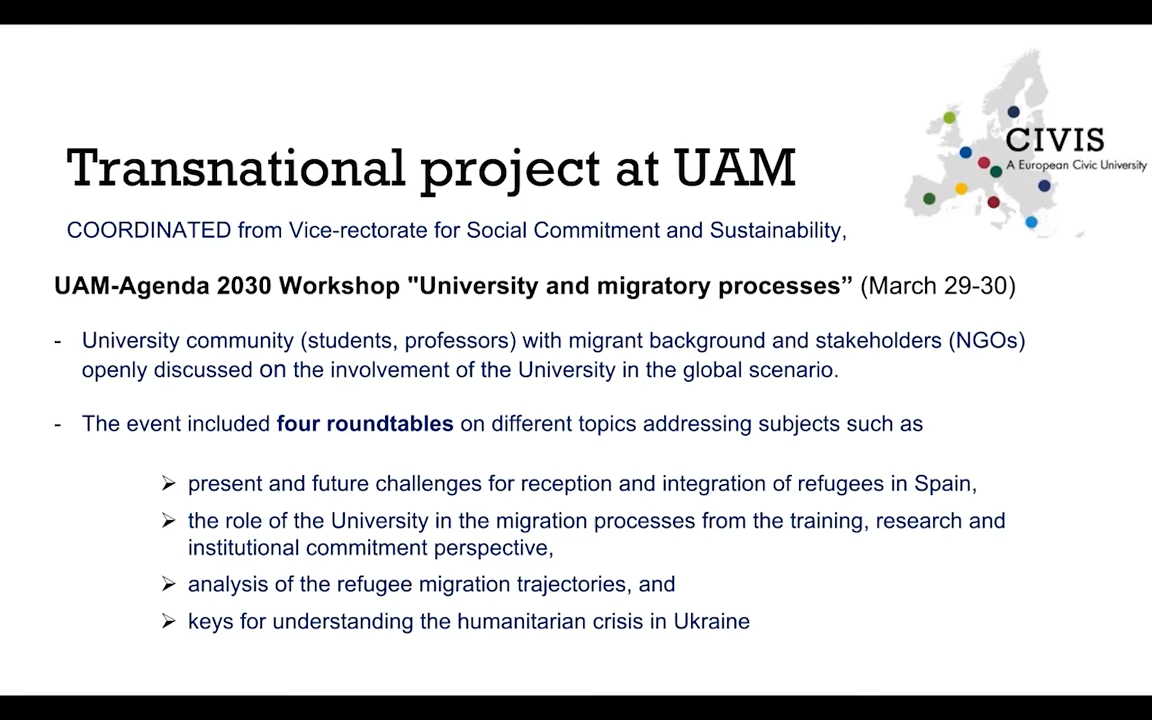 CIVIS
A European Civic University
Transnational project at UAM
COORDINATED from Vice-rectorate for Social Commitment and Sustainability,
UAM-Agenda 2030 Workshop "University and migratory processes” (March 29-30)
- University community (students, professors) with migrant background and stakeholders (NGOs)
openly discussed on the involvement of the University in the global scenario.
- The event included four roundtables on different topics addressing subjects such as
➢ present and future challenges for reception and integration of refugees in Spain,
➢ the role of the University in the migration processes from the training, research and
institutional commitment perspective,
➢ analysis of the refugee migration trajectories, and
➢ keys for understanding the humanitarian crisis in Ukraine